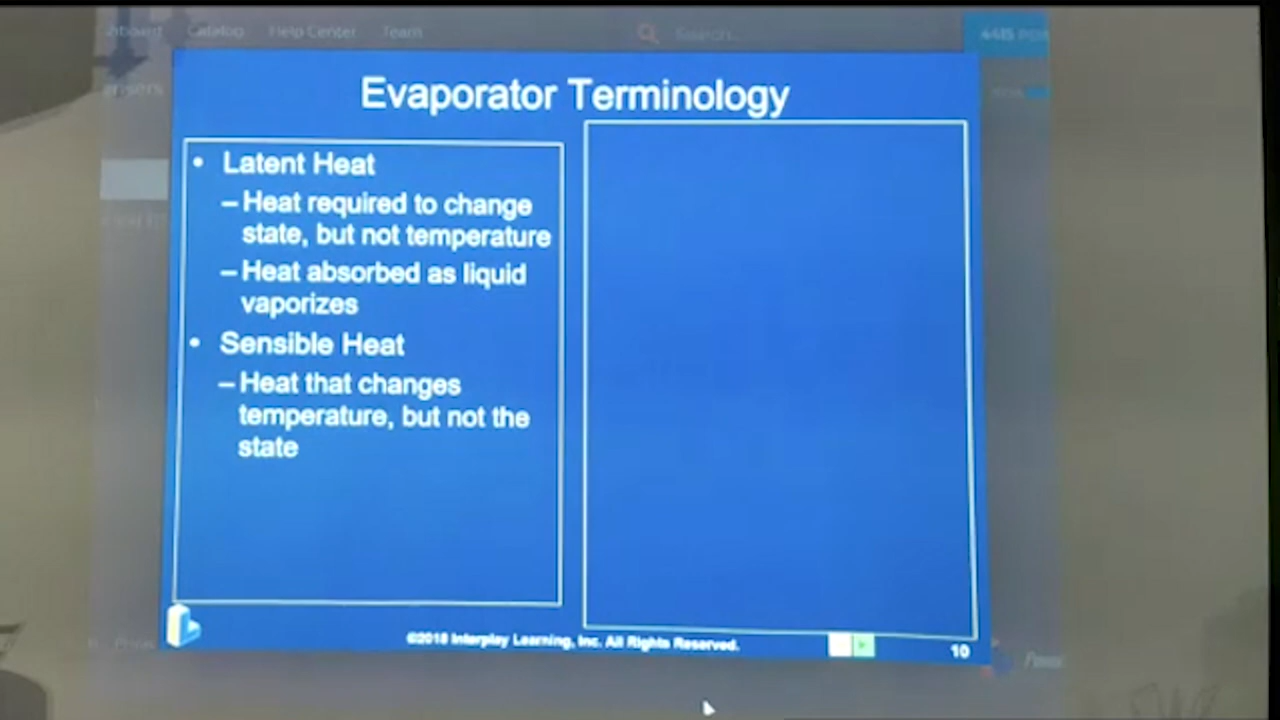 Catalog Help Center Team
Search...
4415
Evaporator Terminology
• Latent Heat
– Heat required to change
state, but not temperature
– Heat absorbed as liquid
vaporizes
• Sensible Heat
– Heat that changes
temperature, but not the
state
©2018 Interplay Learning, Inc. All Rights Reserved.
10